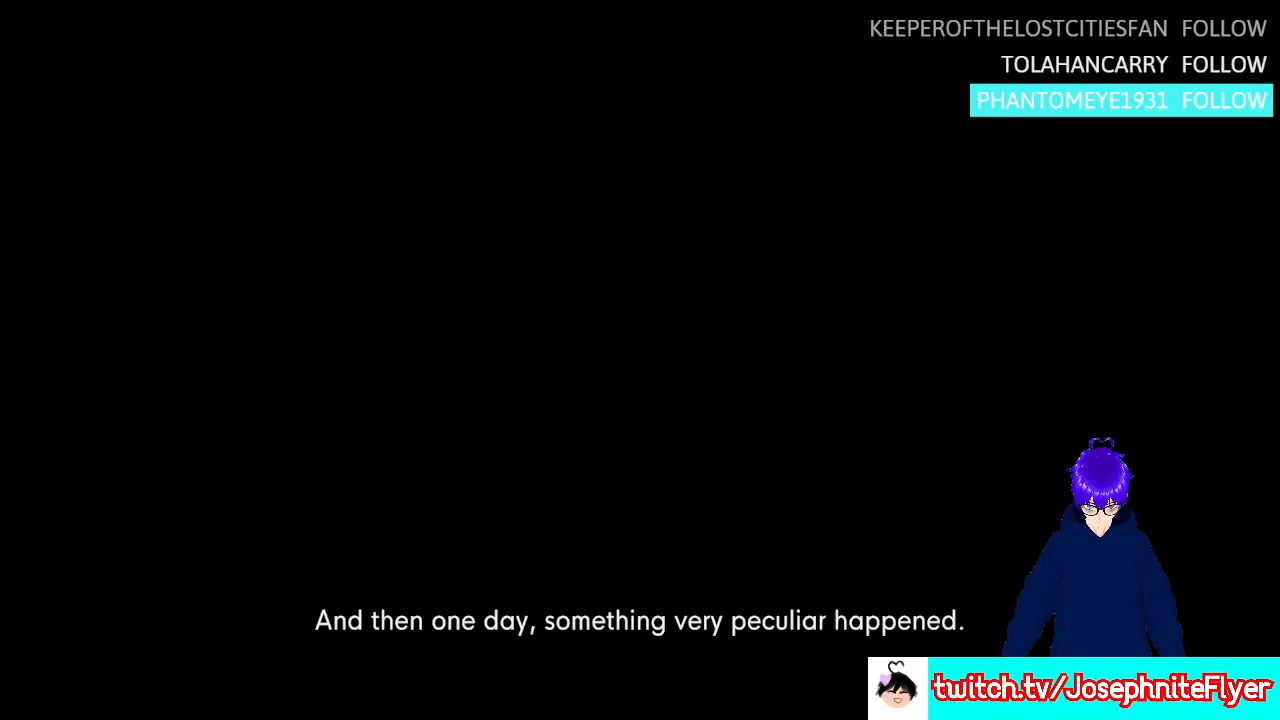 KEEPEROFTHELOSTCITIESFAN FOLLOW
TOLAHANCARRY FOLLOW
PHANTOMEYE1931 FOLLOW
And then one day, something very peculiar happened.
twitch.tv/JosephniteFlyer